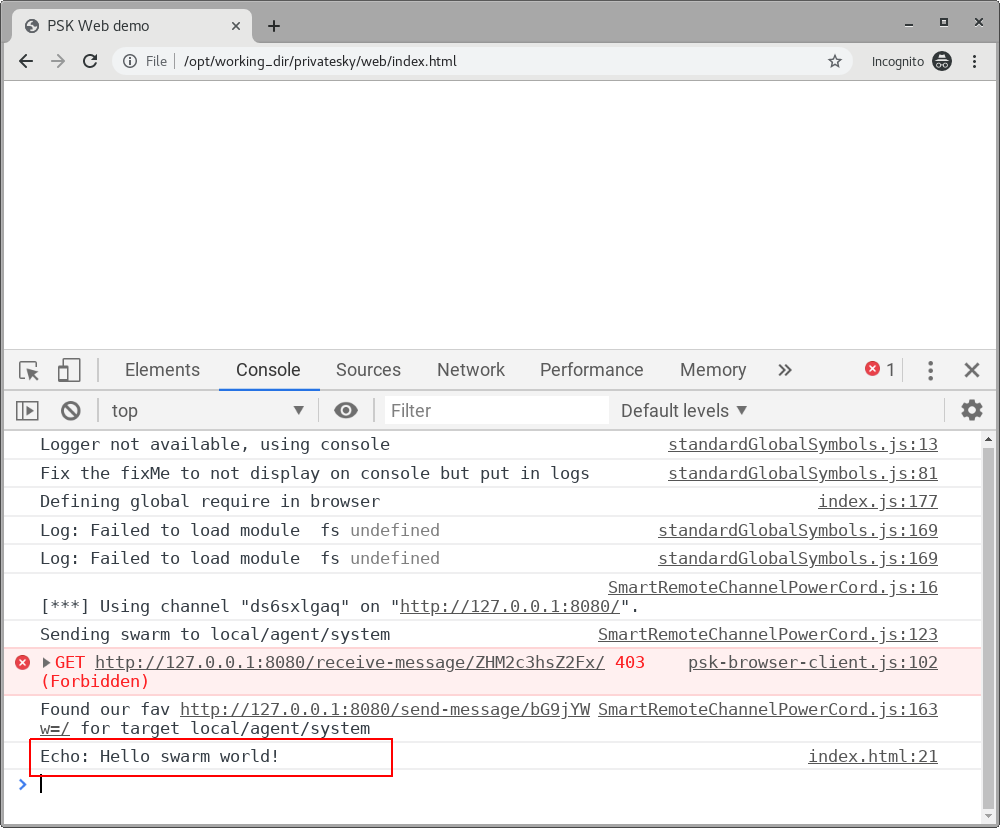 PSK Web demo
File /opt/working_dir/privatesky/web/index.html Incognito
Elements Console Sources Network Performance Memory 1
top Filter Default levels
Logger not available, using console standardGlobalSymbols.js:13
Fix the fixMe to not display on console but put in logs standardGlobalSymbols.js:81
Defining global require in browser index.js:177
Log: Failed to load module fs undefined standardGlobalSymbols.js:169
Log: Failed to load module fs undefined standardGlobalSymbols.js:169
SmartRemoteChannelPowerCord.js:16
[***] Using channel "ds6sxlgaq" on "http://127.0.0.1:8080/".
Sending swarm to local/agent/system SmartRemoteChannelPowerCord.js:123
GET http://127.0.0.1:8080/receive-message/ZHM2c3hsZ2Fx/ 403 psk-browser-client.js:102
(Forbidden)
Found our fav http://127.0.0.1:8080/send-message/bG9jYW SmartRemoteChannelPowerCord.js:163
w=/ for target local/agent/system
Echo: Hello swarm world! index.html:21